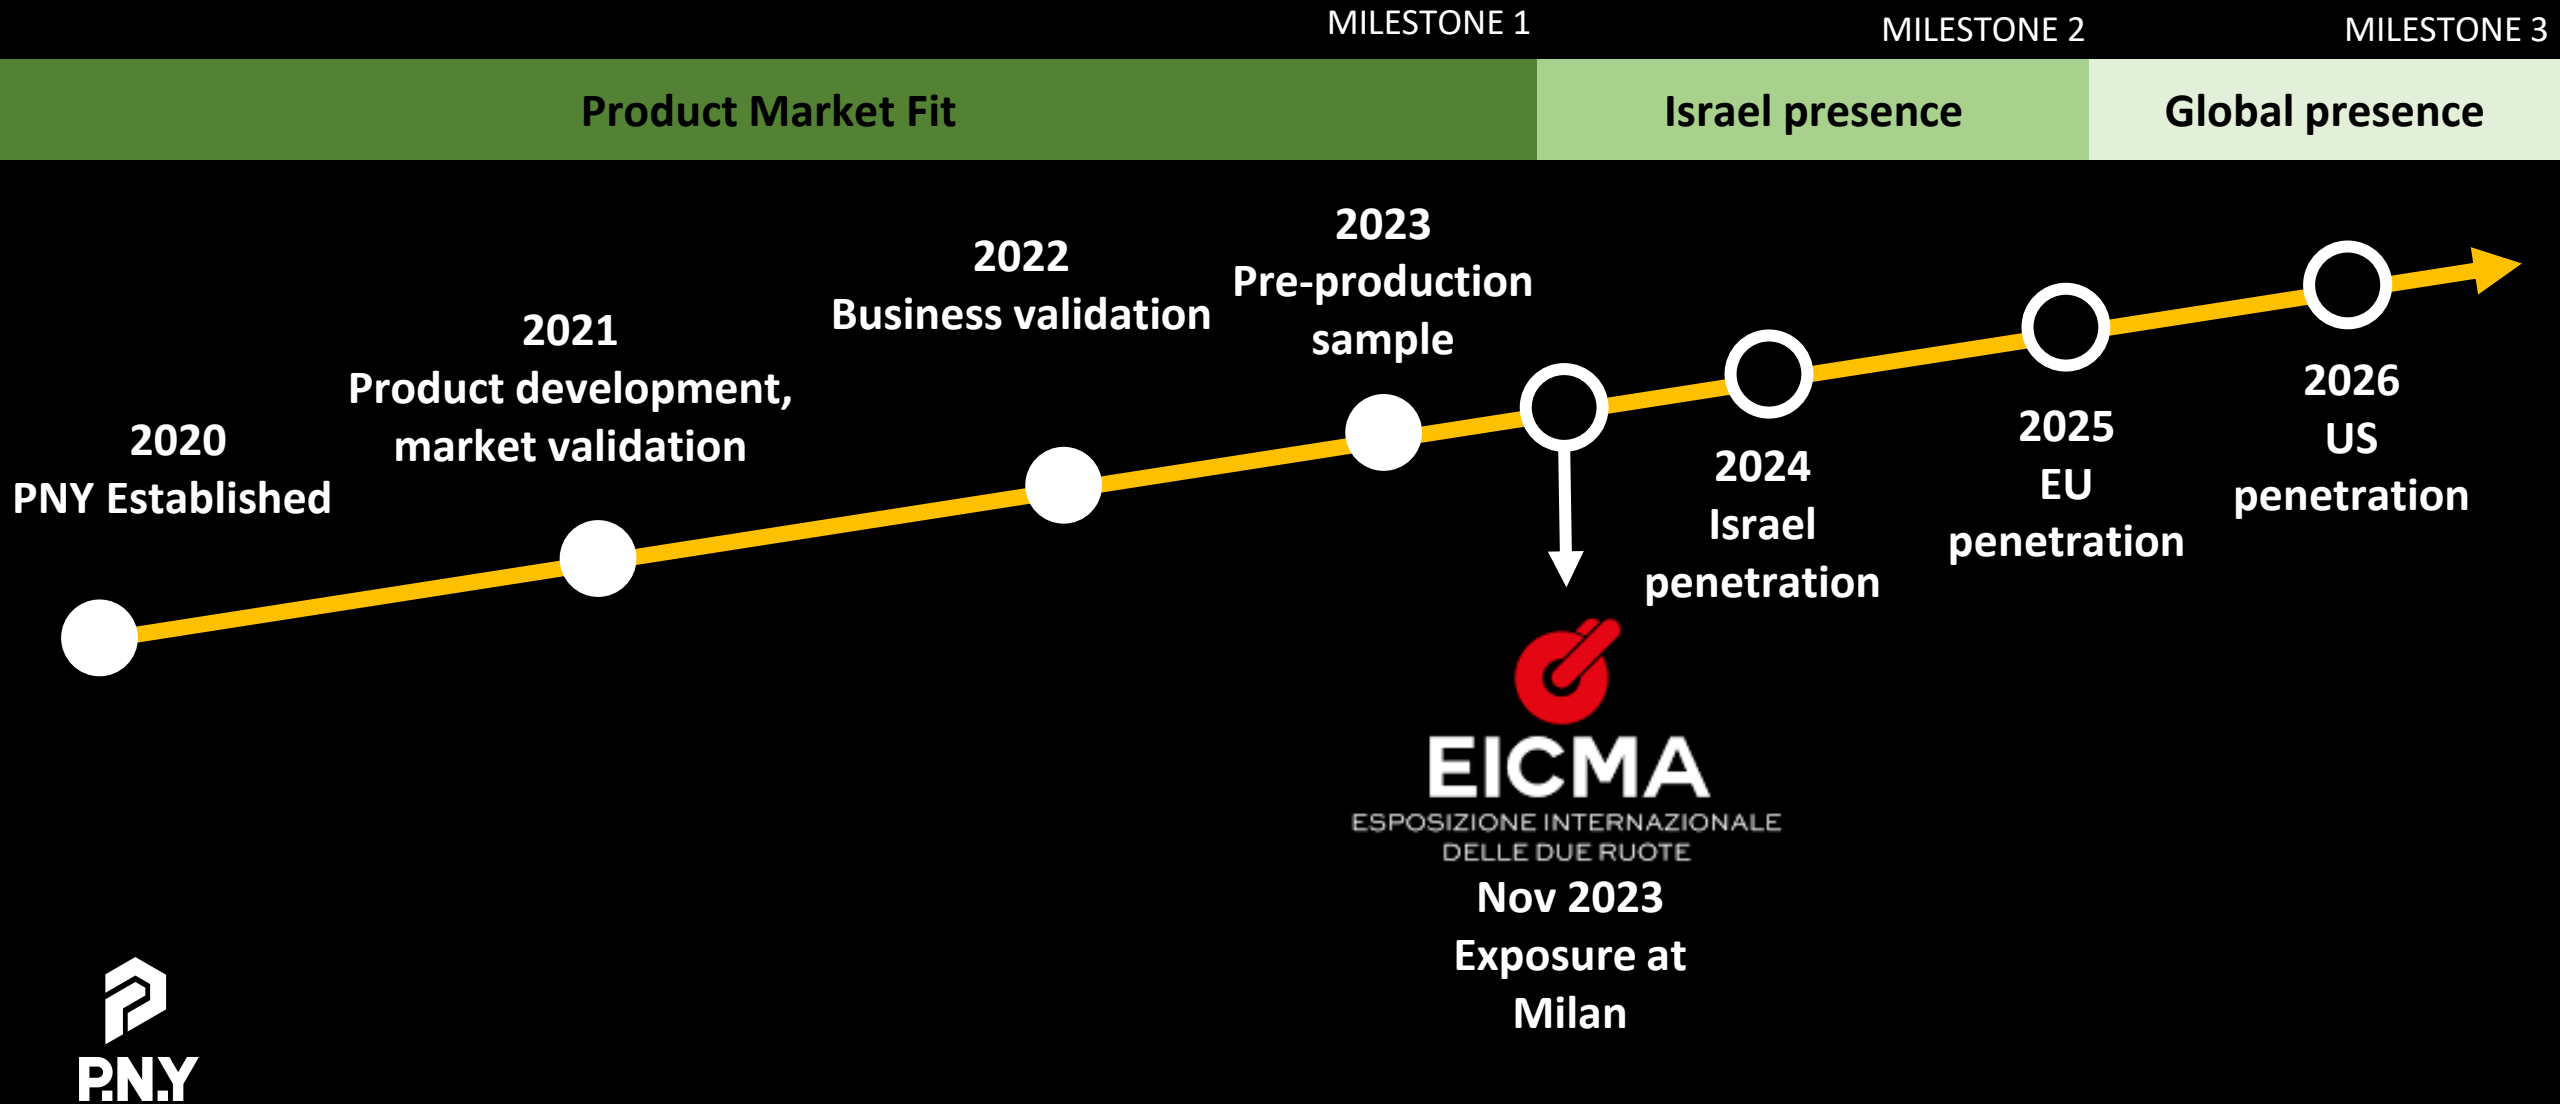 MILESTONE 1
MILESTONE 2
MILESTONE 3
Product Market Fit
Israel presence
Global presence
2020
PNY Established
2021
Product development,
market validation
2022
Business validation
2023
Pre-production
sample
2024
Israel
penetration
2025
EU
penetration
2026
US
penetration
EICMA
ESPOSIZIONE INTERNAZIONALE
DELLE DUE RUOTE
Nov 2023
Exposure at
Milan
P.N.Y